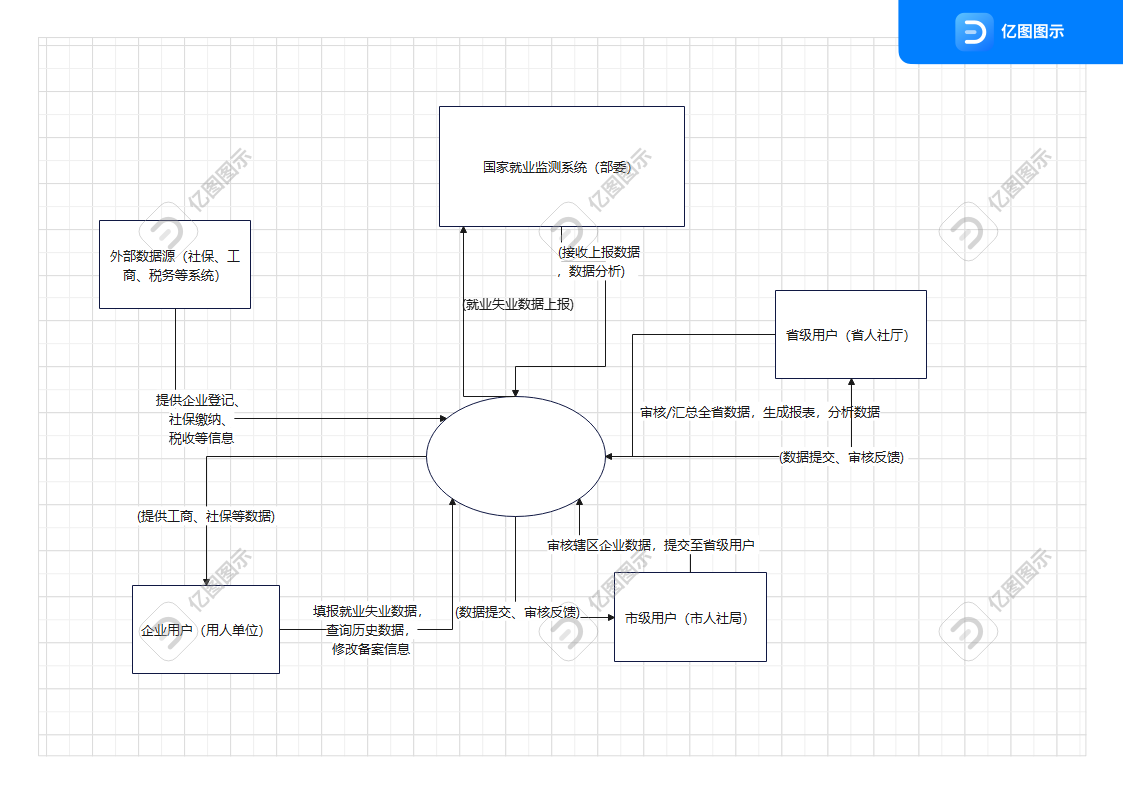 亿图图示
国家就业监测系统（部委）
亿图图示
亿图图示
亿图图示
外部数据源（社保、工
商、税务等系统）
(接收上报数据
，数据分析)
(就业失业数据上报)
省级用户（省人社厅）
提供企业登记、
社保缴纳、
税收等信息
审核/汇总全省数据，生成报表，分析数据
(数据提交、审核反馈)
(提供工商、社保等数据)
审核辖区企业数据，提交至省级用户
亿图图示
亿图图示
亿图图示
企业用户（用人单位）
填报就业失业数据，
查询历史数据，
修改备案信息
(数据提交、审核反馈)
市级用户（市人社局）